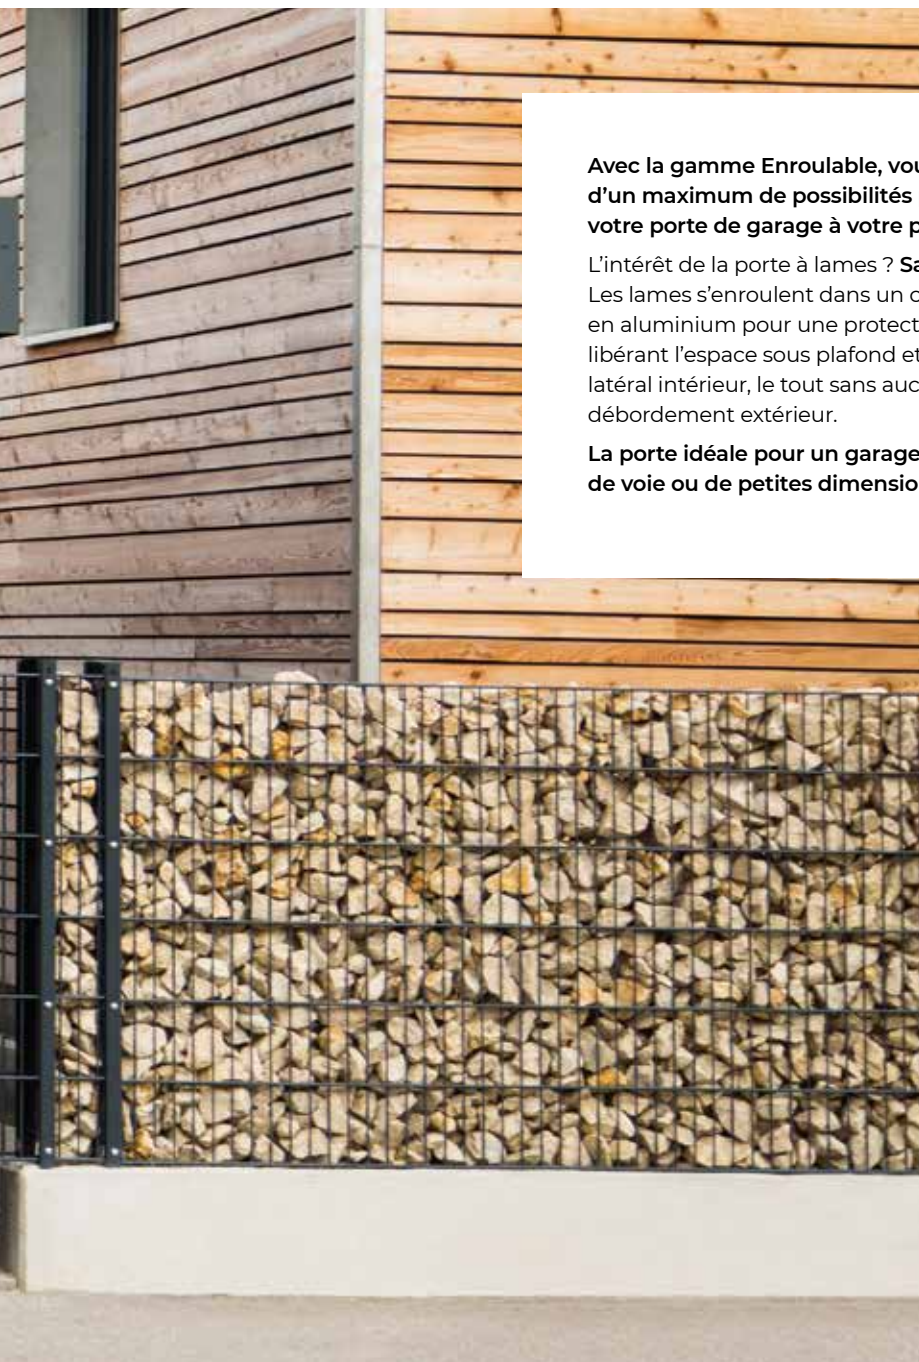 Avec la gamme Enroulable, vou
d’un maximum de possibilités
votre porte de garage à votre p
L’intérêt de la porte à lames ? Sa
Les lames s’enroulent dans un c
en aluminium pour une protect
libérant l’espace sous plafond et
latéral intérieur, le tout sans auc
débordement extérieur.
La porte idéale pour un garage
de voie ou de petites dimensio